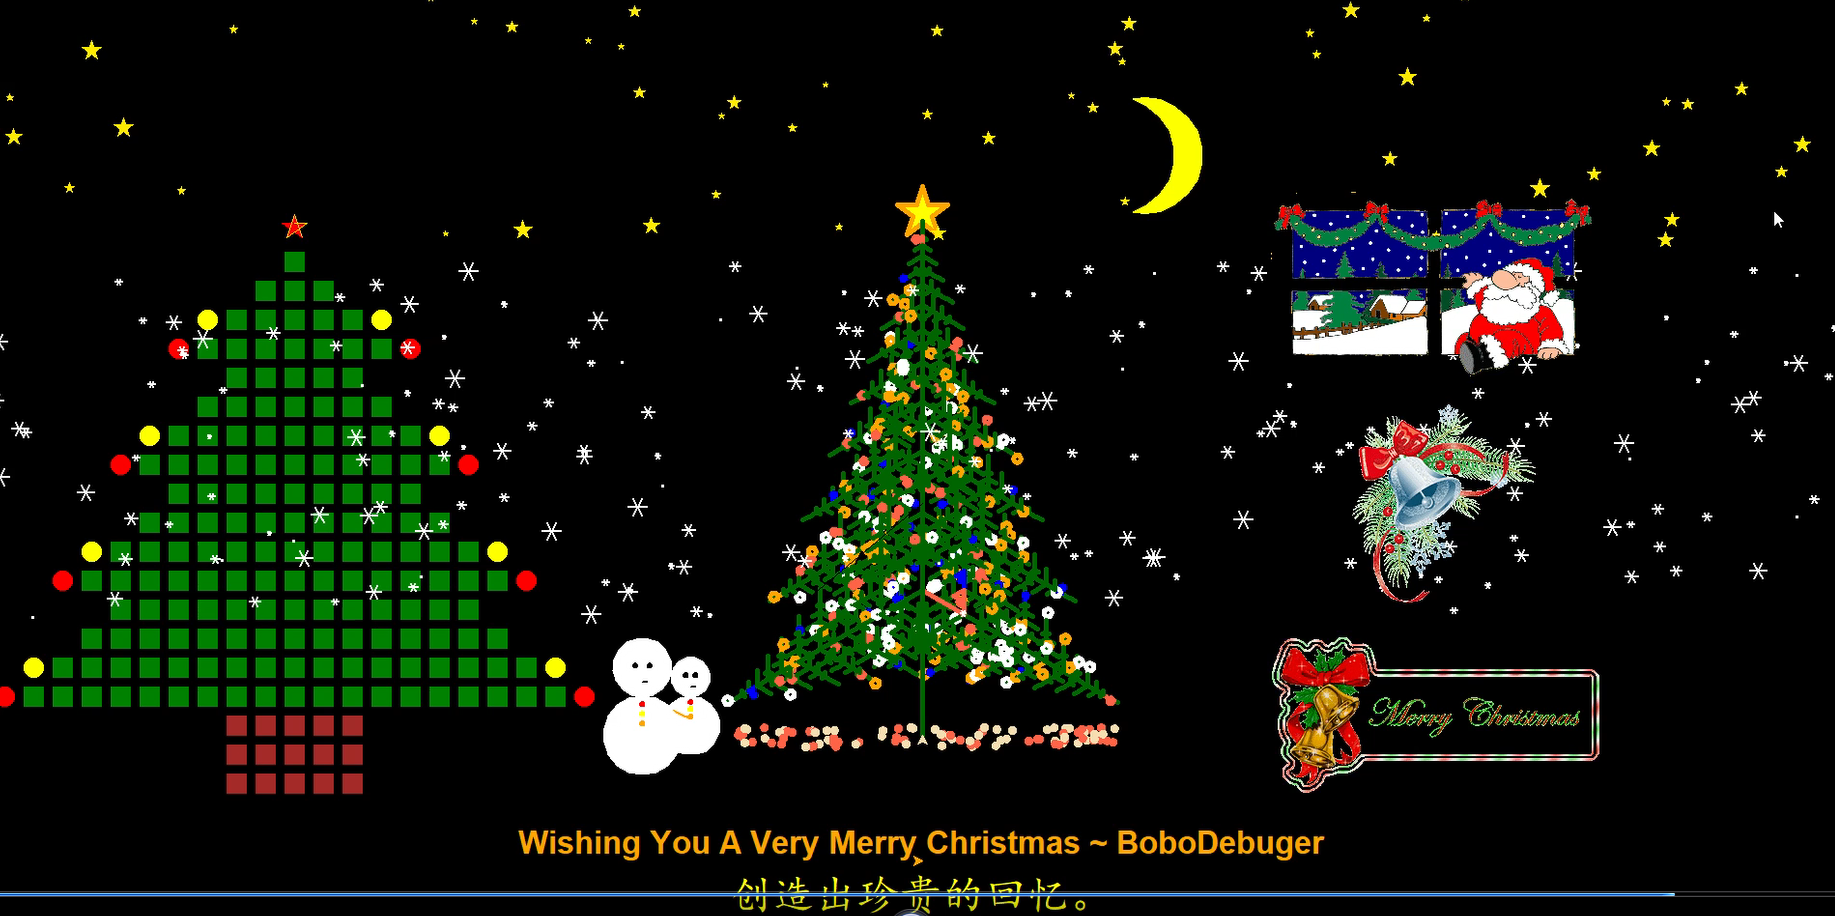 Merry Christmas
Wishing You A Very Merry Christmas ~ BoboDebuger
创造出珍贵的回忆。